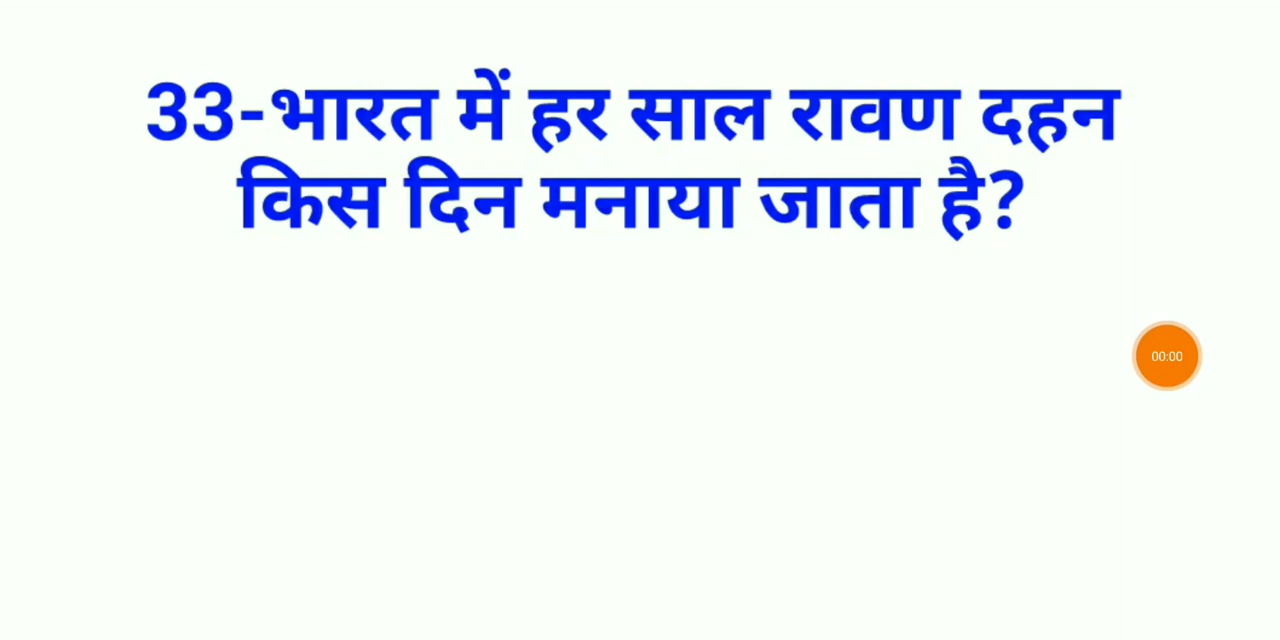 33-भारत में हर साल रावण दहन
किस दिन मनाया जाता है?
00:00